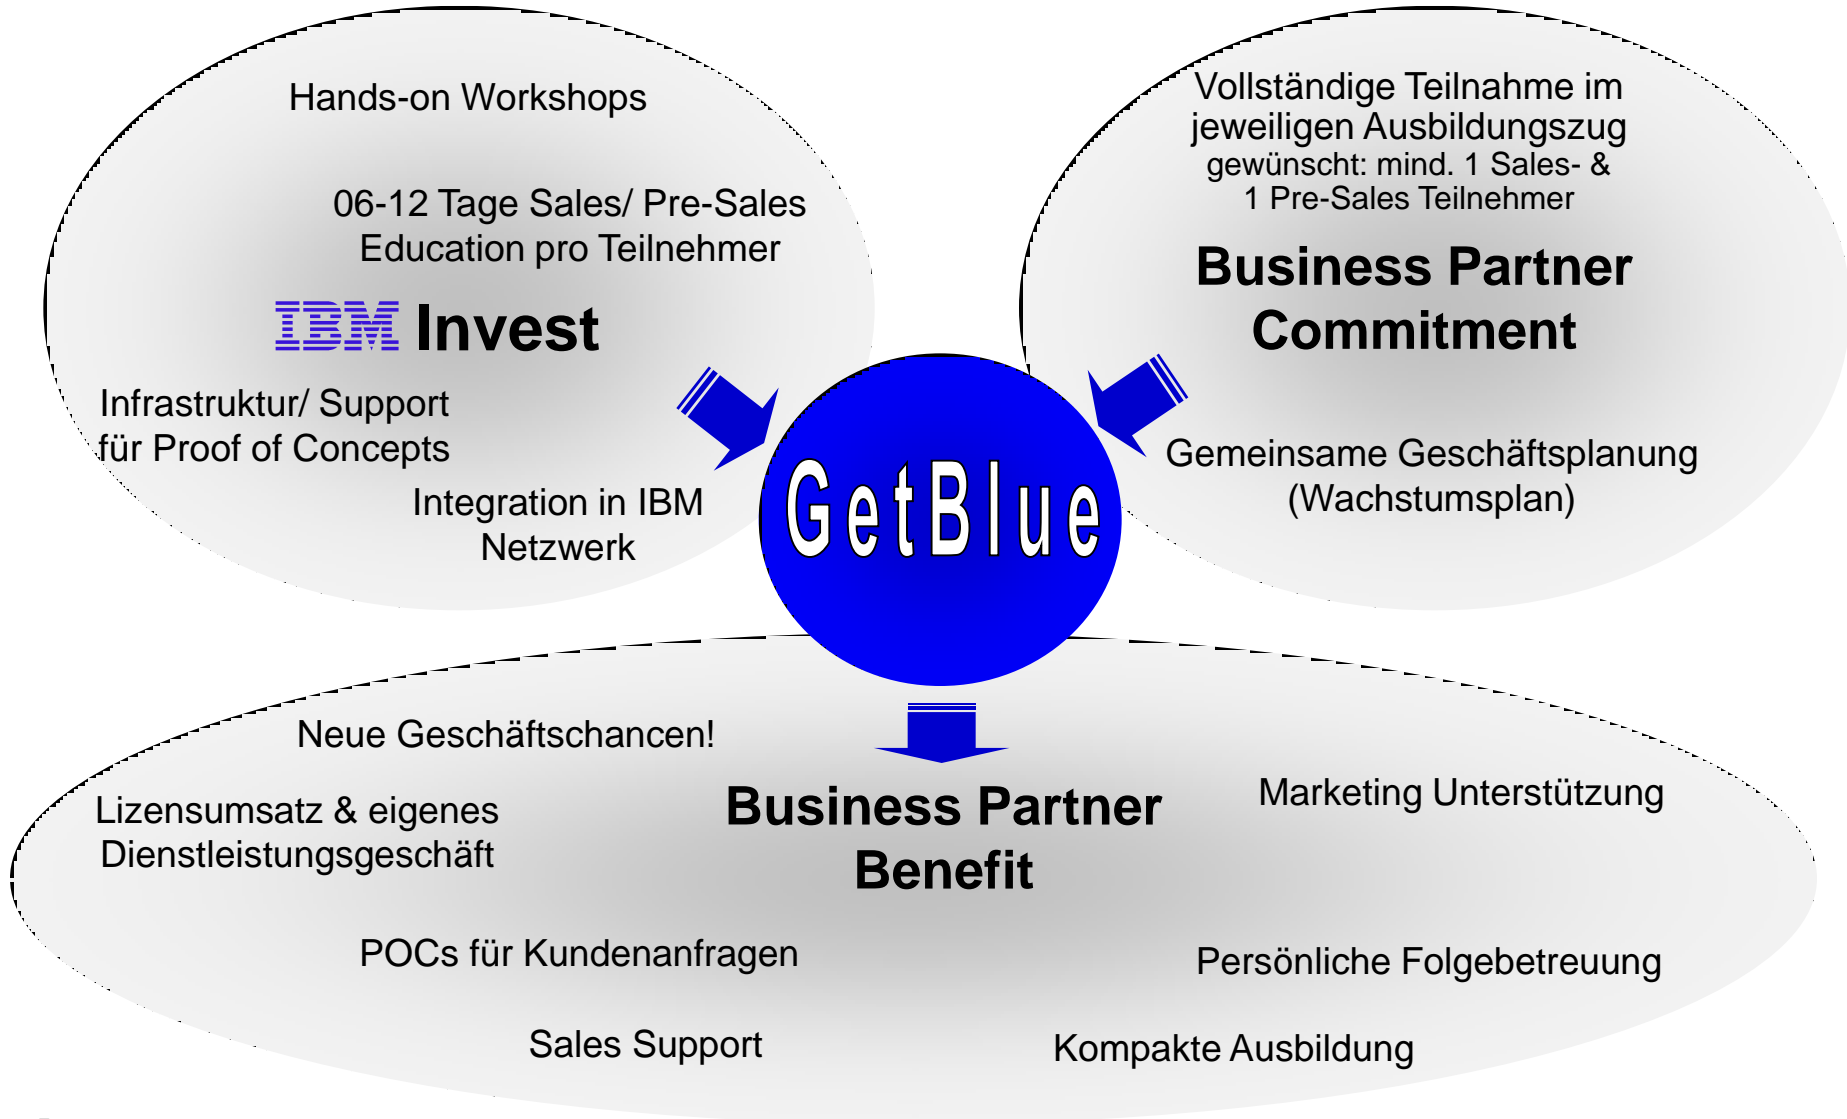 Hands-on Workshops
06-12 Tage Sales/ Pre-Sales
Education pro Teilnehmer
IBM Invest
Infrastruktur/ Support
für Proof of Concepts
Integration in IBM
Netzwerk
Vollständige Teilnahme im
jeweiligen Ausbildungszug
gewünscht: mind. 1 Sales- &
1 Pre-Sales Teilnehmer
Business Partner
Commitment
Gemeinsame Geschäftsplanung
(Wachstumsplan)
GetBlue
Neue Geschäftschancen!
Lizensumsatz & eigenes
Dienstleistungsgeschäft
Business Partner
Benefit
Marketing Unterstützung
POCs für Kundenanfragen
Persönliche Folgebetreuung
Sales Support
Kompakte Ausbildung